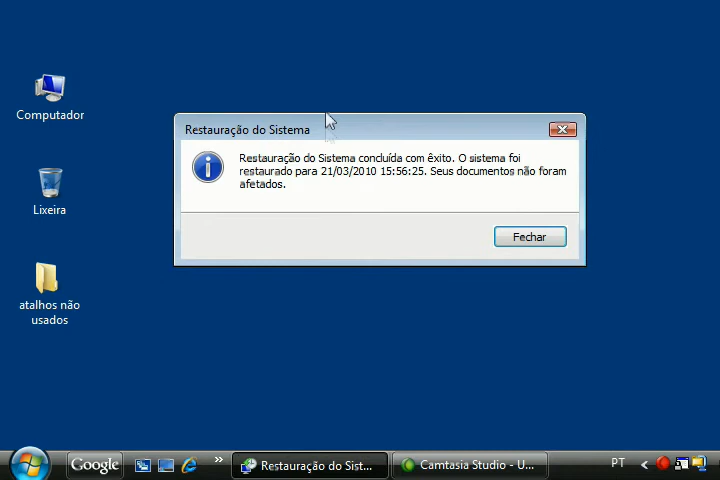 Computador
Lixeira
atalhos não
usados
Restauração do Sistema
Restauração do Sistema concluída com êxito. O sistema foi
restaurado para 21/03/2010 15:56:25. Seus documentos não foram
afetados.
Fechar
Google
Restauração do Sist...
Camtasia Studio - U...
PT